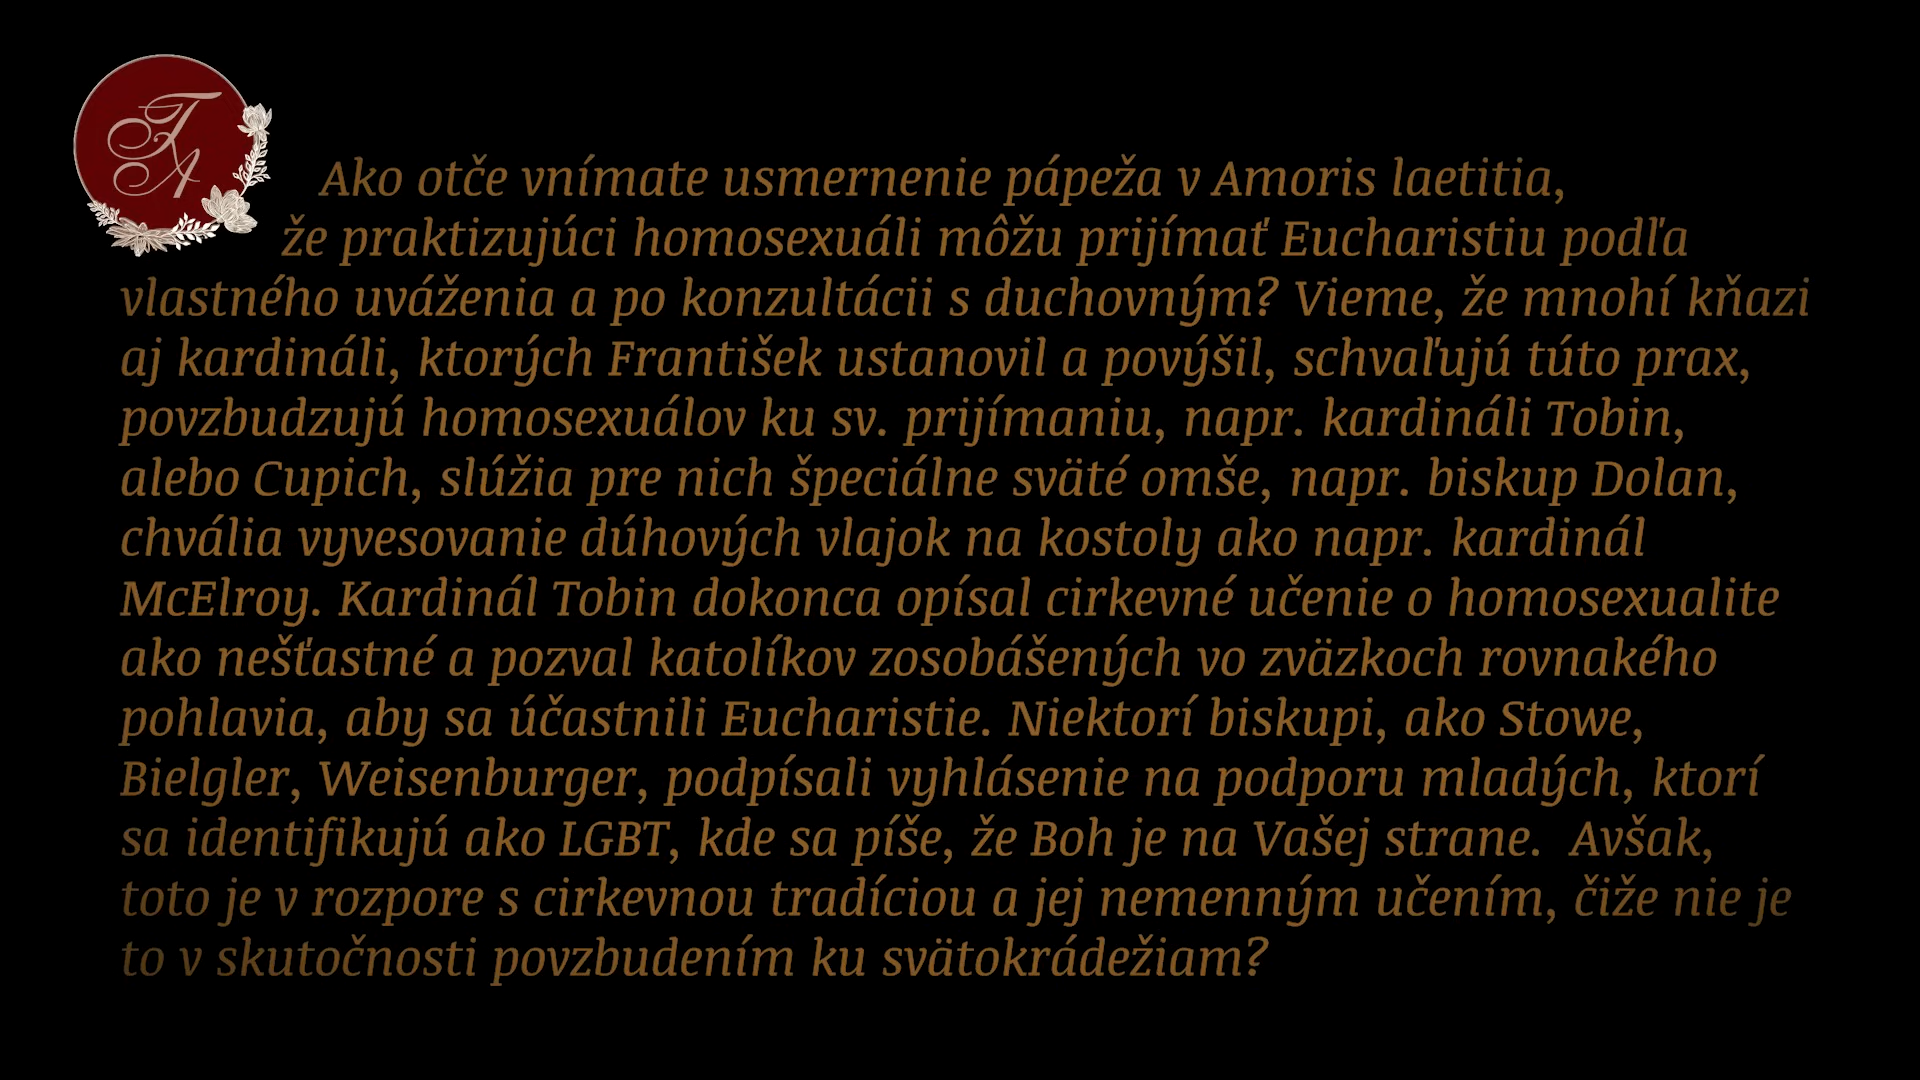 TA
Ako otče vnímate usmernenie pápeža v Amoris laetitia,
že praktizujúci homosexuáli môžu prijímať Eucharistiu podľa
vlastného uváženia a po konzultácii s duchovným? Vieme, že mnohí kňazi
aj kardináli, ktorých František ustanovil a povýšil, schvaľujú túto prax,
povzbudzujú homosexuálov ku sv. prijímaniu, napr. kardináli Tobin,
alebo Cupich, slúžia pre nich špeciálne sväté omše, napr. biskup Dolan,
chvália vyvesovanie dúhových vlajok na kostoly ako napr. kardinál
McElroy. Kardinál Tobin dokonca opísal cirkevné učenie o homosexualite
ako nešťastné a pozval katolíkov zosobášených vo zväzkoch rovnakého
pohlavia, aby sa účastnili Eucharistie. Niektorí biskupi, ako Stowe,
Bielgler, Weisenburger, podpísali vyhlásenie na podporu mladých, ktorí
sa identifikujú ako LGBT, kde sa píše, že Boh je na Vašej strane.  Avšak,
toto je v rozpore s cirkevnou tradíciou a jej nemenným učením, čiže nie je
to v skutočnosti povzbudením ku svätokrádežiam?